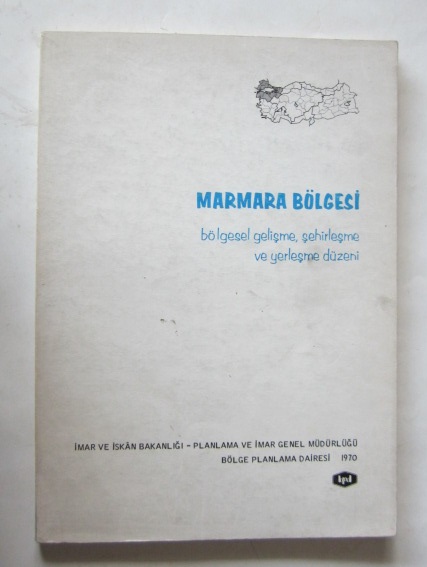 MARMARA BÖLGESİ
bölgesel gelişme, şehirleşme
ve yerleşme düzeni
İMAR VE İSKÂN BAKANLIĞI - PLANLAMA VE İMAR GENEL MÜDÜRLÜĞÜ
BÖLGE PLANLAMA DAİRESİ 1970